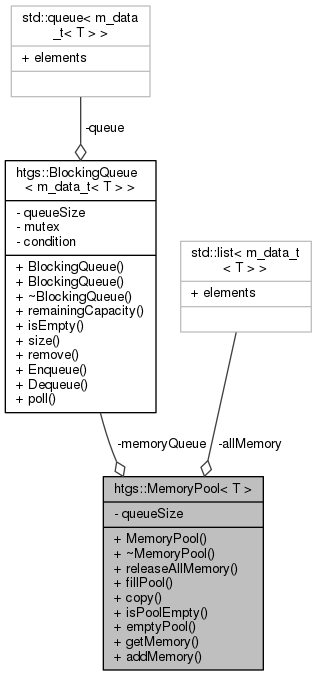 std::queue< m_data
_t< T > >
+ elements
-queue
htgs::BlockingQueue
< m_data_t< T > >
- queueSize
- mutex
- condition
+ BlockingQueue()
+ BlockingQueue()
+ ~BlockingQueue()
+ remainingCapacity()
+ isEmpty()
+ size()
+ remove()
+ Enqueue()
+ Dequeue()
+ poll()
std::list< m_data_t
< T > >
+ elements
-memoryQueue
-allMemory
htgs::MemoryPool< T >
- queueSize
+ MemoryPool()
+ ~MemoryPool()
+ releaseAllMemory()
+ fillPool()
+ copy()
+ isPoolEmpty()
+ emptyPool()
+ getMemory()
+ addMemory()